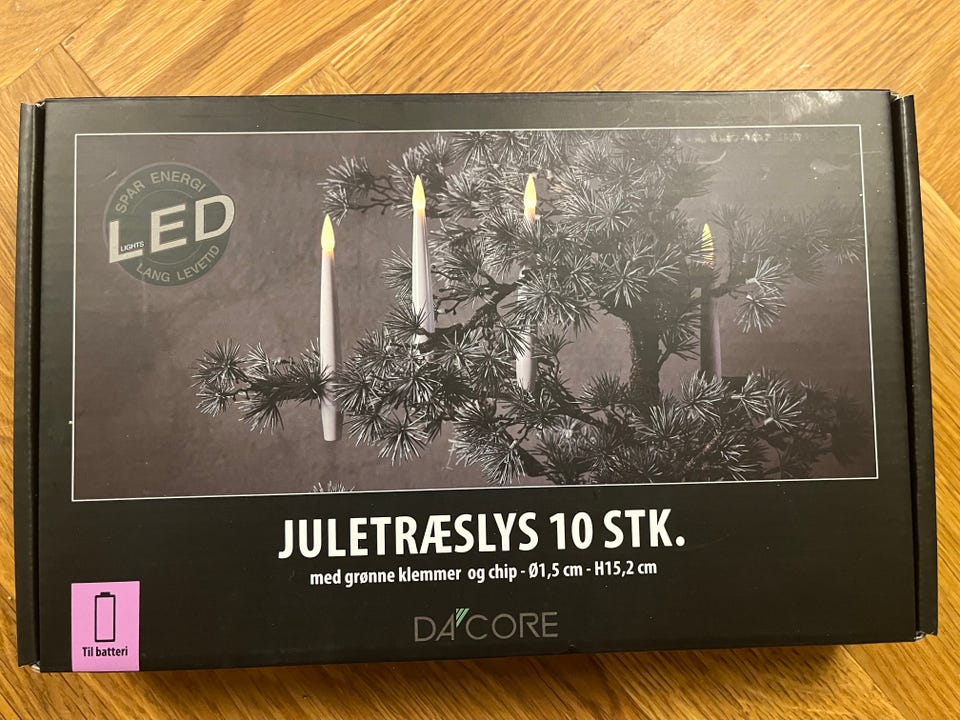 SPAR ENERGI
LED
LIGHTS
LANG LEVETID
JULETRÆSLYS 10 STK.
med grønne klemmer og chip - Ø1,5 cm - H15,2 cm
DA'CORE
Til batteri